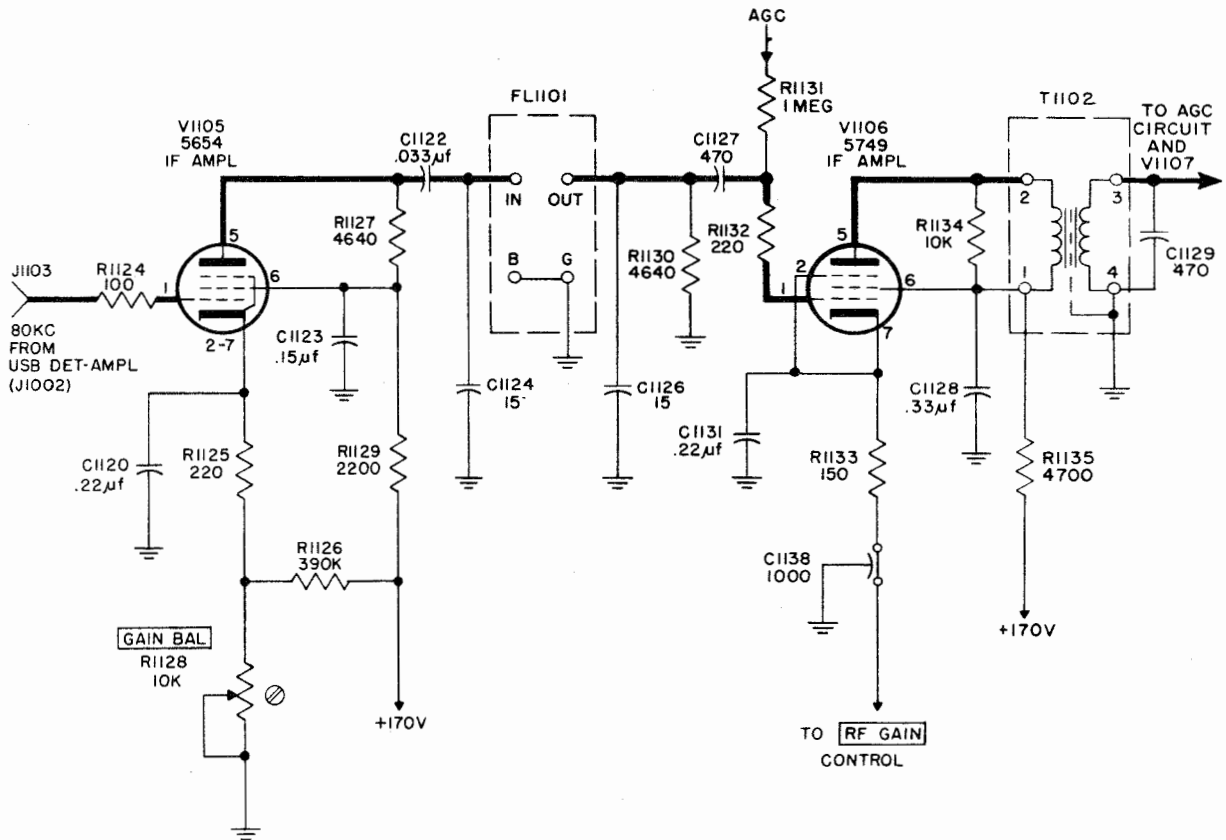 AGC
R1131
1 MEG
FL1101
T1102
V1105
5654
IF AMPL
C1122
.033µf
C1127
470
V1106
5749
IF AMPL
TO AGC
CIRCUIT
AND
V1107
IN
OUT
5
R1127
4640
R1132
220
5
R1134
10K
2
3
C1129
470
J1103
R1124
100
1
6
B
G
R1130
4640
2
1
6
1
4
80KC
FROM
USB DET-AMPL
(J1002)
2-7
C1123
.15µf
7
C1124
15
C1126
15
C1128
.33µf
C1120
.22µf
R1125
220
R1129
2200
C1131
.22µf
R1133
150
R1135
4700
R1126
390K
C1138
1000
GAIN BAL
R1128
10K
+170V
+170V
TO RF GAIN
CONTROL